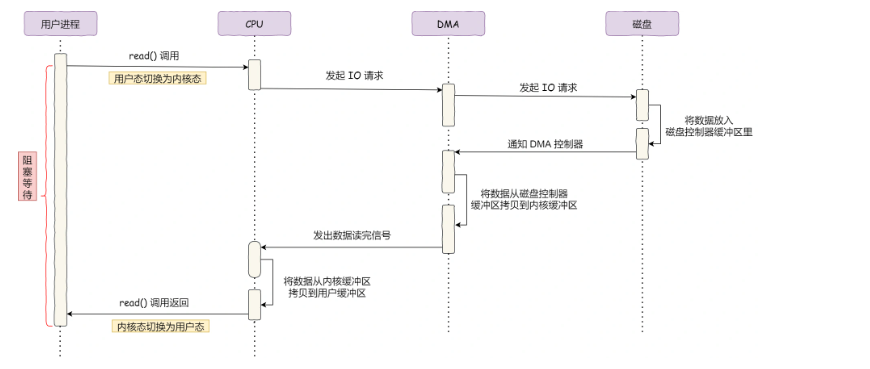 用户进程
CPU
DMA
磁盘
read() 调用
用户态切换为内核态
发起 IO 请求
发起 IO 请求
将数据放入
磁盘控制器缓冲区里
通知 DMA 控制器
阻塞等待
将数据从磁盘控制器
缓冲区拷贝到内核缓冲区
发出数据读完信号
将数据从内核缓冲区
拷贝到用户缓冲区
read() 调用返回
内核态切换为用户态